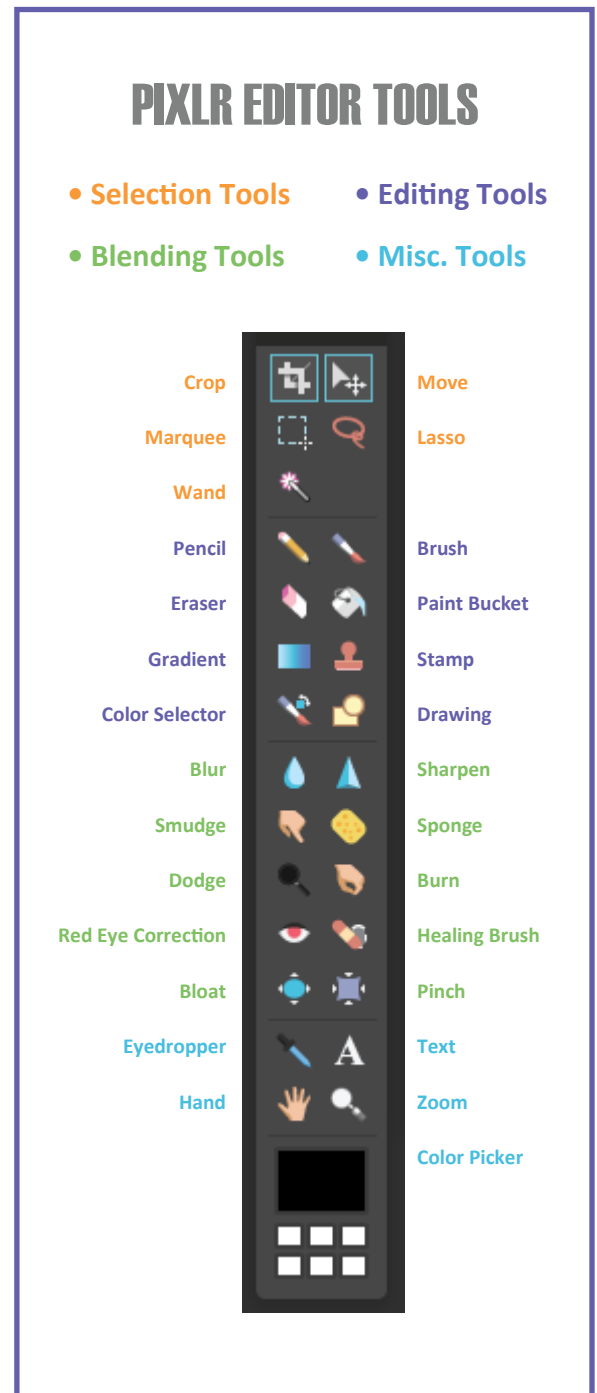 PIXLR EDITOR TOOLS
• Selection Tools • Editing Tools
• Blending Tools • Misc. Tools
Crop Move
Marquee Lasso
Wand
Pencil Brush
Eraser Paint Bucket
Gradient Stamp
Color Selector Drawing
Blur Sharpen
Smudge Sponge
Dodge Burn
Red Eye Correction Healing Brush
Bloat Pinch
Eyedropper A Text
Hand Zoom
Color Picker